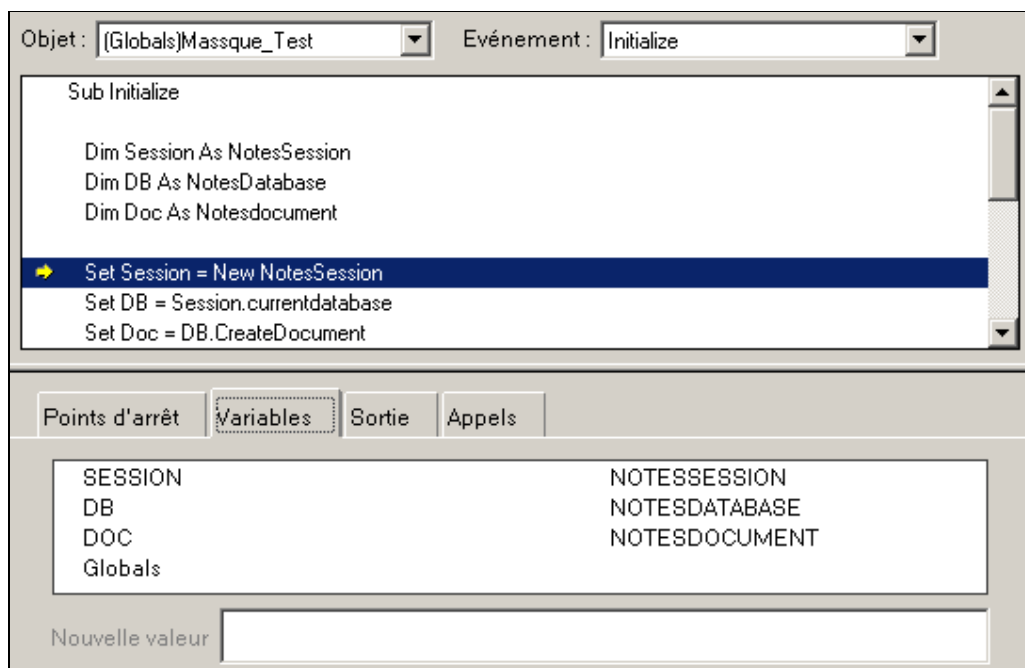 Objet : (Globals)Massque_Test Evénement : Initialize
Sub Initialize
Dim Session As NotesSession
Dim DB As NotesDatabase
Dim Doc As Notesdocument
Set Session = New NotesSession
Set DB = Session.currentdatabase
Set Doc = DB.CreateDocument
Points d'arrêt Variables Sortie Appels
SESSION NOTESSESSION
DB NOTESDATABASE
DOC NOTESDOCUMENT
Globals
Nouvelle valeur